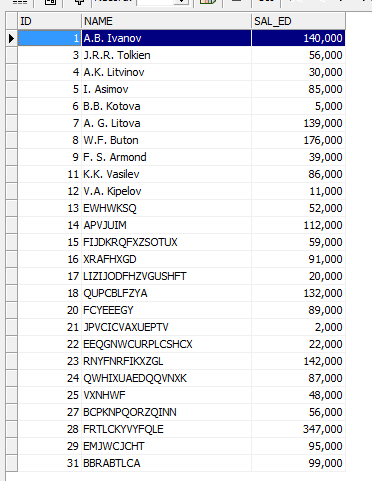 ID NAME SAL_ED
1 A.B. Ivanov 140,000
3 J.R.R. Tolkien 56,000
4 A.K. Litvinov 30,000
5 I. Asimov 85,000
6 B.B. Kotova 5,000
7 A. G. Litova 139,000
8 W.F. Buton 176,000
9 F. S. Armond 39,000
11 K.K. Vasilev 86,000
12 V.A. Kipelov 11,000
13 EWHWKSQ 52,000
14 APVJUIM 112,000
15 FIJDKRQFXZSOTUX 59,000
16 XRAFHXGD 91,000
17 LIZIJODFHZVGUSHFT 20,000
18 QUPCBLFZYA 132,000
20 FCYEEEGY 89,000
21 JPVCICVAXUEPTV 2,000
22 EEQGNWCURPLCSHCX 22,000
23 RNYFNRFIKXZGL 142,000
24 QWHIXUAEDQQVNXK 87,000
25 VXNHWF 48,000
27 BCPKNPQORZQINN 56,000
28 FRTLCKYVYFQLE 347,000
29 EMJWCJCHT 95,000
31 BBRABTLCA 99,000